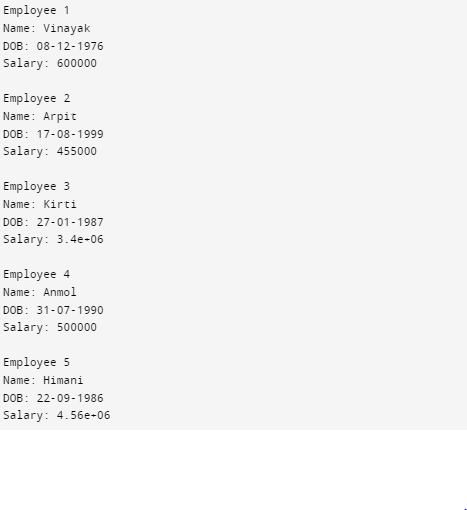 Employee 1
Name: Vinayak
DOB: 08-12-1976
Salary: 600000
Employee 2
Name: Arpit
DOB: 17-08-1999
Salary: 455000
Employee 3
Name: Kirti
DOB: 27-01-1987
Salary: 3.4e+06
Employee 4
Name: Anmol
DOB: 31-07-1990
Salary: 500000
Employee 5
Name: Himani
DOB: 22-09-1986
Salary: 4.56e+06